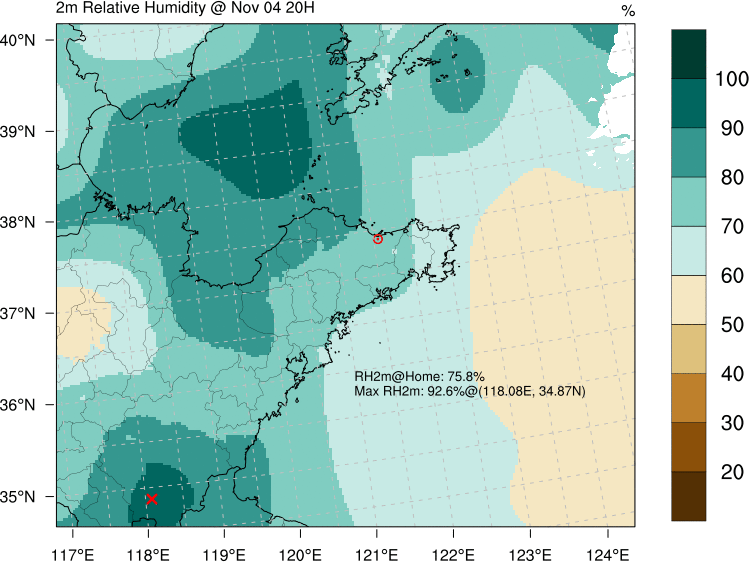 2m Relative Humidity @ Nov 04 20H
%
40°N
39°N
38°N
37°N
36°N
35°N
RH2m@Home: 75.8%
Max RH2m: 92.6%@(118.08E, 34.87N)
117°E 118°E 119°E 120°E 121°E 122°E 123°E 124°E
100
90
80
70
60
50
40
30
20